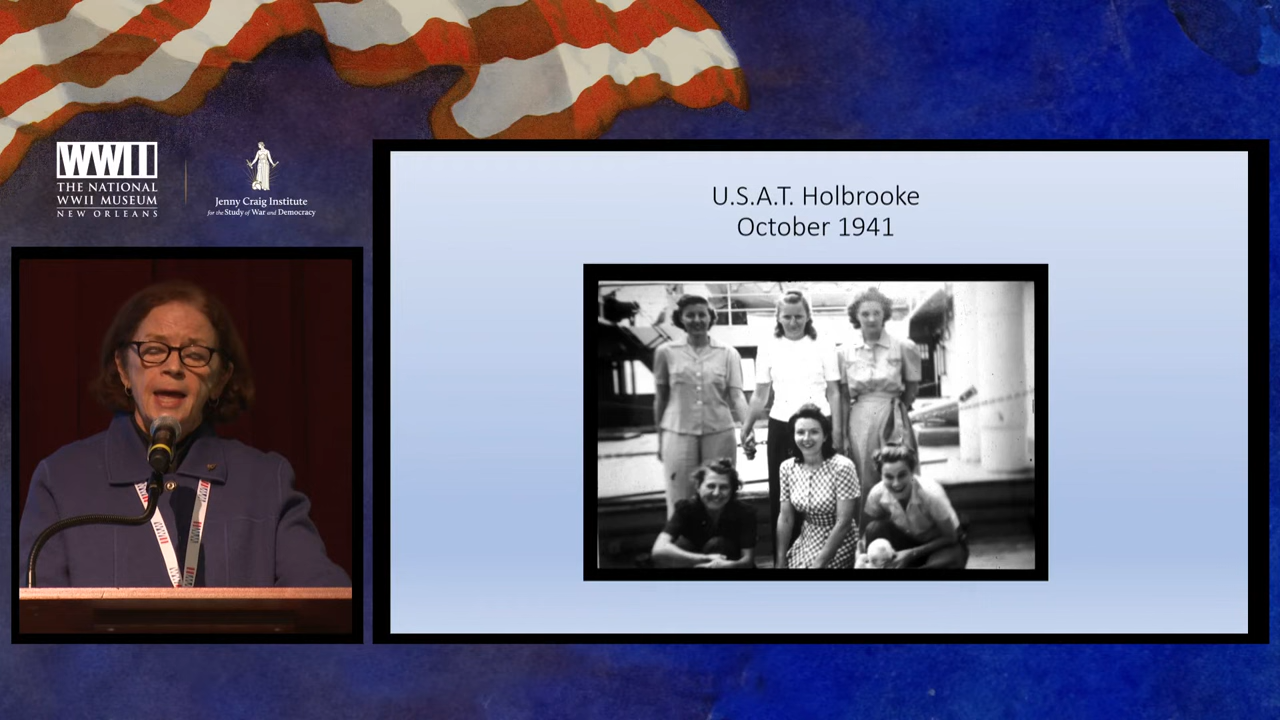 WWII
THE NATIONAL
WWII MUSEUM
NEW ORLEANS
Jenny Craig Institute
for the Study of War and Democracy
U.S.A.T. Holbrooke
October 1941